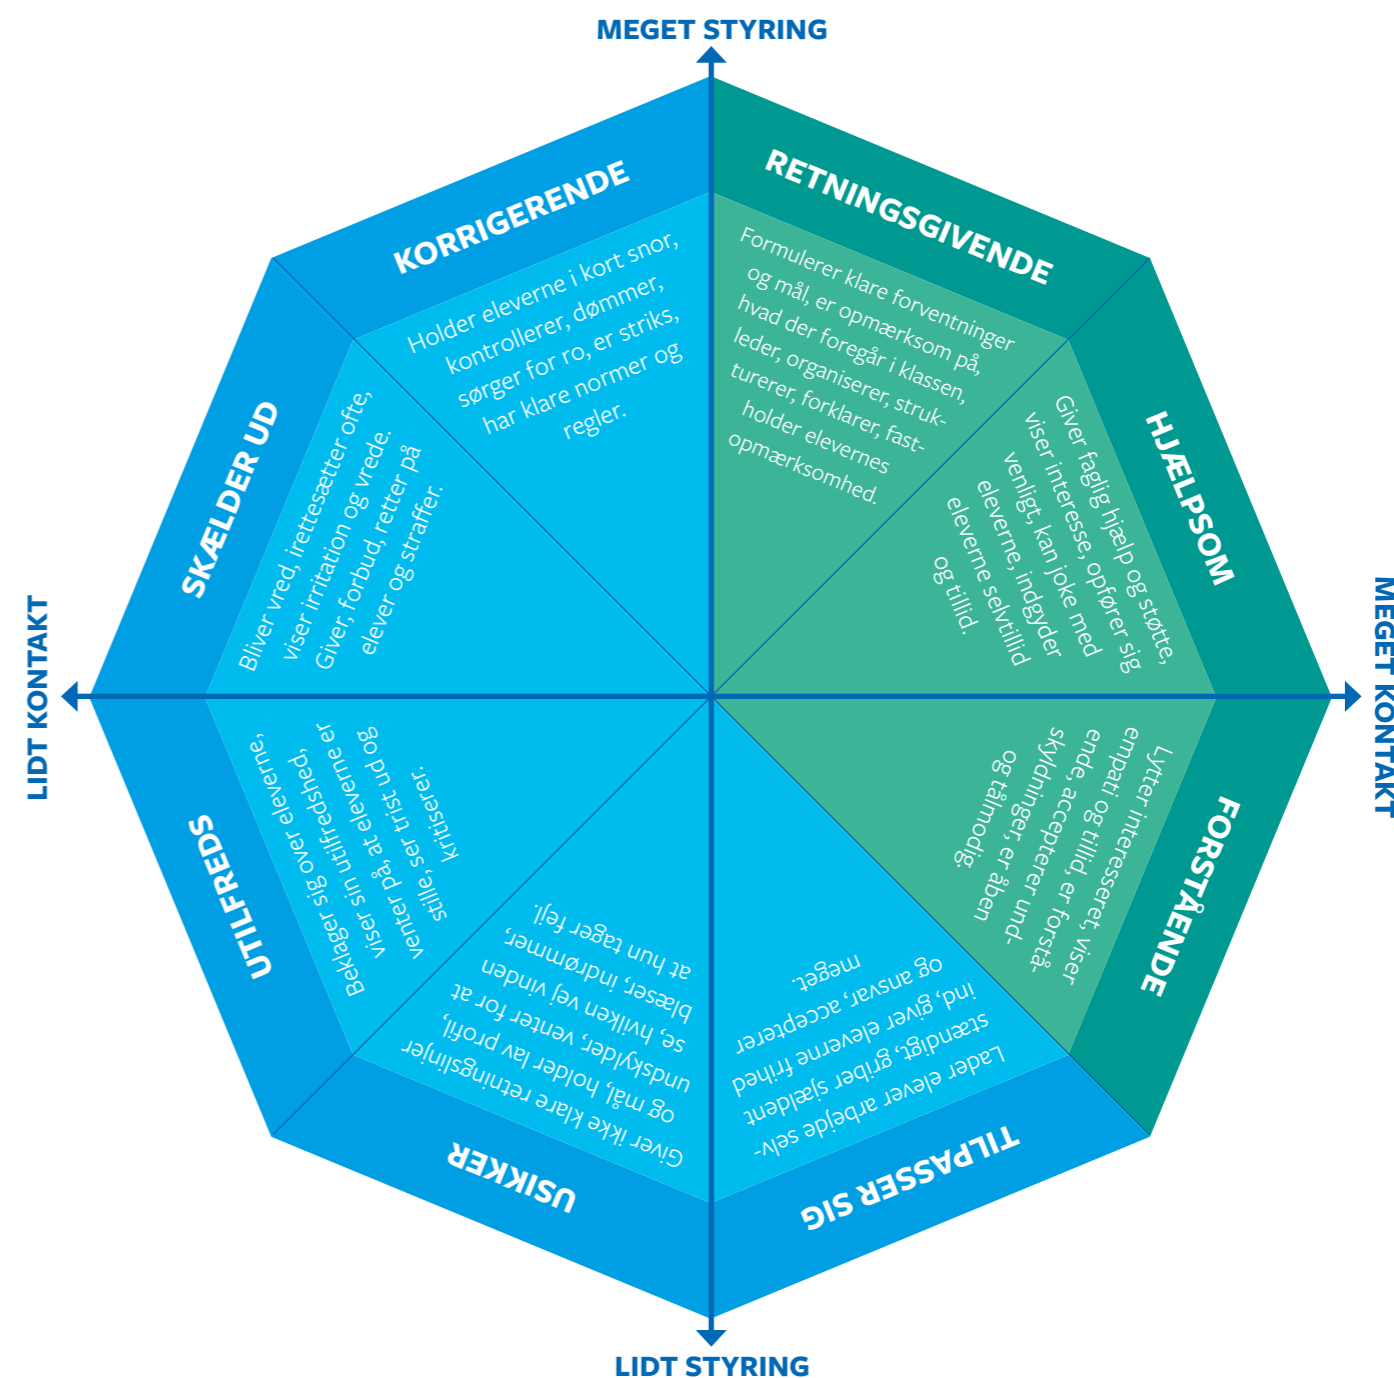 MEGET STYRING
RETNINGSGIVENDE
Formulerer klare forventninger
og mål, er opmærksom på,
hvad der foregår i klassen,
leder, organiserer, struk-
turerer, forklarer, fast-
holder elevernes
opmærksomhed.
HJÆLPSOM
Giver faglig hjælp og støtte,
viser interesse, opfører sig
venligt, kan joke med
eleverne, indgyder
eleverne selvtillid
og tillid.
MEGET KONTAKT
FORSTÅENDE
Lytter interesseret, viser
empati og tillid, er forstå-
ende, accepterer und-
skyldninger, er åben
og tålmodig.
TILPASSER SIG
Lader elever arbejde selv-
stændigt, griber sjældent
ind, giver eleverne frihed
og ansvar, accepterer
meget.
LIDT STYRING
USIKKER
Giver ikke klare retningslinjer
og mål, holder lav profil,
undskylder, venter for at
se, hvilken vej vinden
blæser, indrømmer,
at hun tager fejl.
UTILFREDS
Beklager sig over eleverne,
viser sin utilfredshed,
venter på, at eleverne er
stille, ser trist ud og
kritiserer.
LIDT KONTAKT
SKÆLDER UD
Bliver vred, irettesætter ofte,
viser irritation og vrede.
Giver, forbud, retter på
elever og straffer.
KORRIGERENDE
Holder eleverne i kort snor,
kontrollerer, dømmer,
sørger for ro, er striks,
har klare normer og
regler.